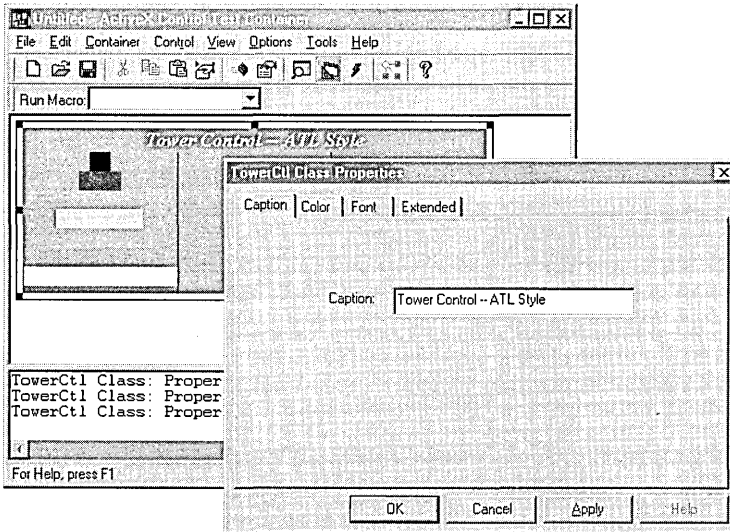 Untitled - ActiveX Control Test Container
File Edit Container Control View Options Tools Help
Run Macro:
Tower Control -- ATL Style
TowerCtl Class Properties
Caption Color Font Extended
Caption: Tower Control -- ATL Style
TowerCtl Class: Proper
TowerCtl Class: Proper
TowerCtl Class: Proper
For Help, press F1
OK Cancel Apply Help